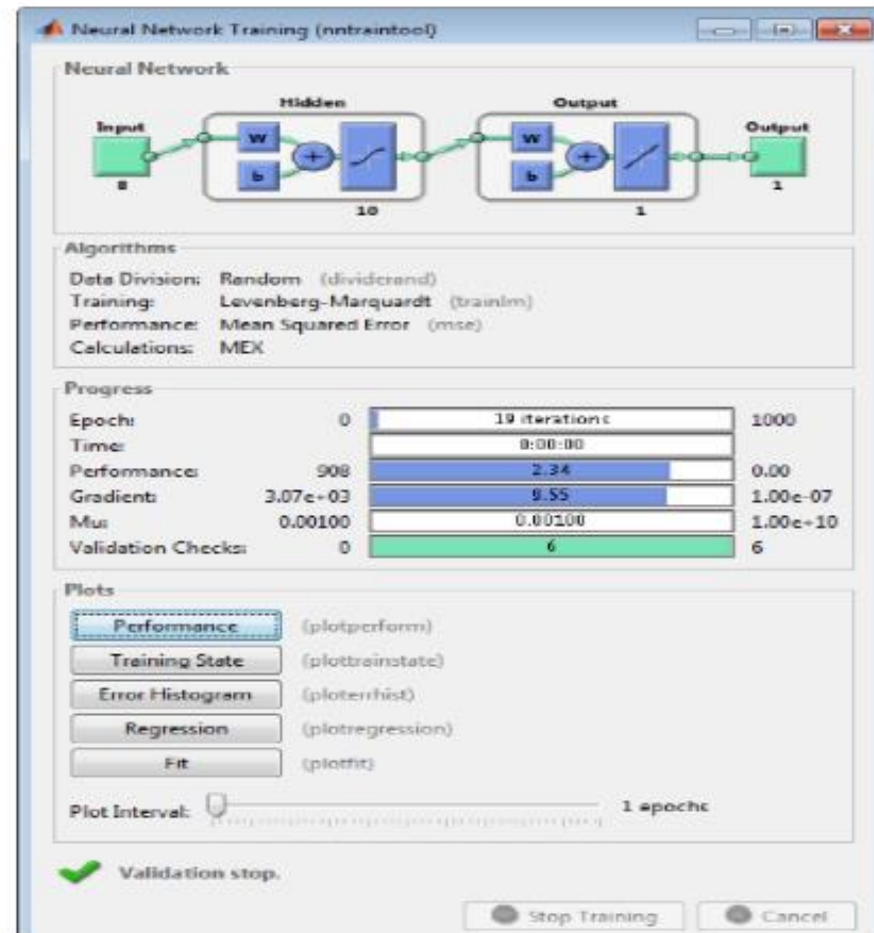 Neural Network Training (nntraintool)
Neural Network
Hidden Output
Input Output
W W
b b
+ +
8 10 1 1
Algorithms
Data Division: Random (dividerand)
Training: Levenberg-Marquardt (trainlm)
Performance: Mean Squared Error (mse)
Calculations: MEX
Progress
Epoch: 0 19 iterations 1000
Time: 0:00:00
Performance: 908 2.34 0.00
Gradient: 3.07e+03 1.00e-07
Mu: 0.00100 0.00100 1.00e+10
Validation Checks: 0 6 6
Plots
Performance (plotperform)
Training State (plottrainstate)
Error Histogram (ploterrhist)
Regression (plotregression)
Fit (plotfit)
Plot Interval: 1 epochs
Validation stop.
Stop Training Cancel